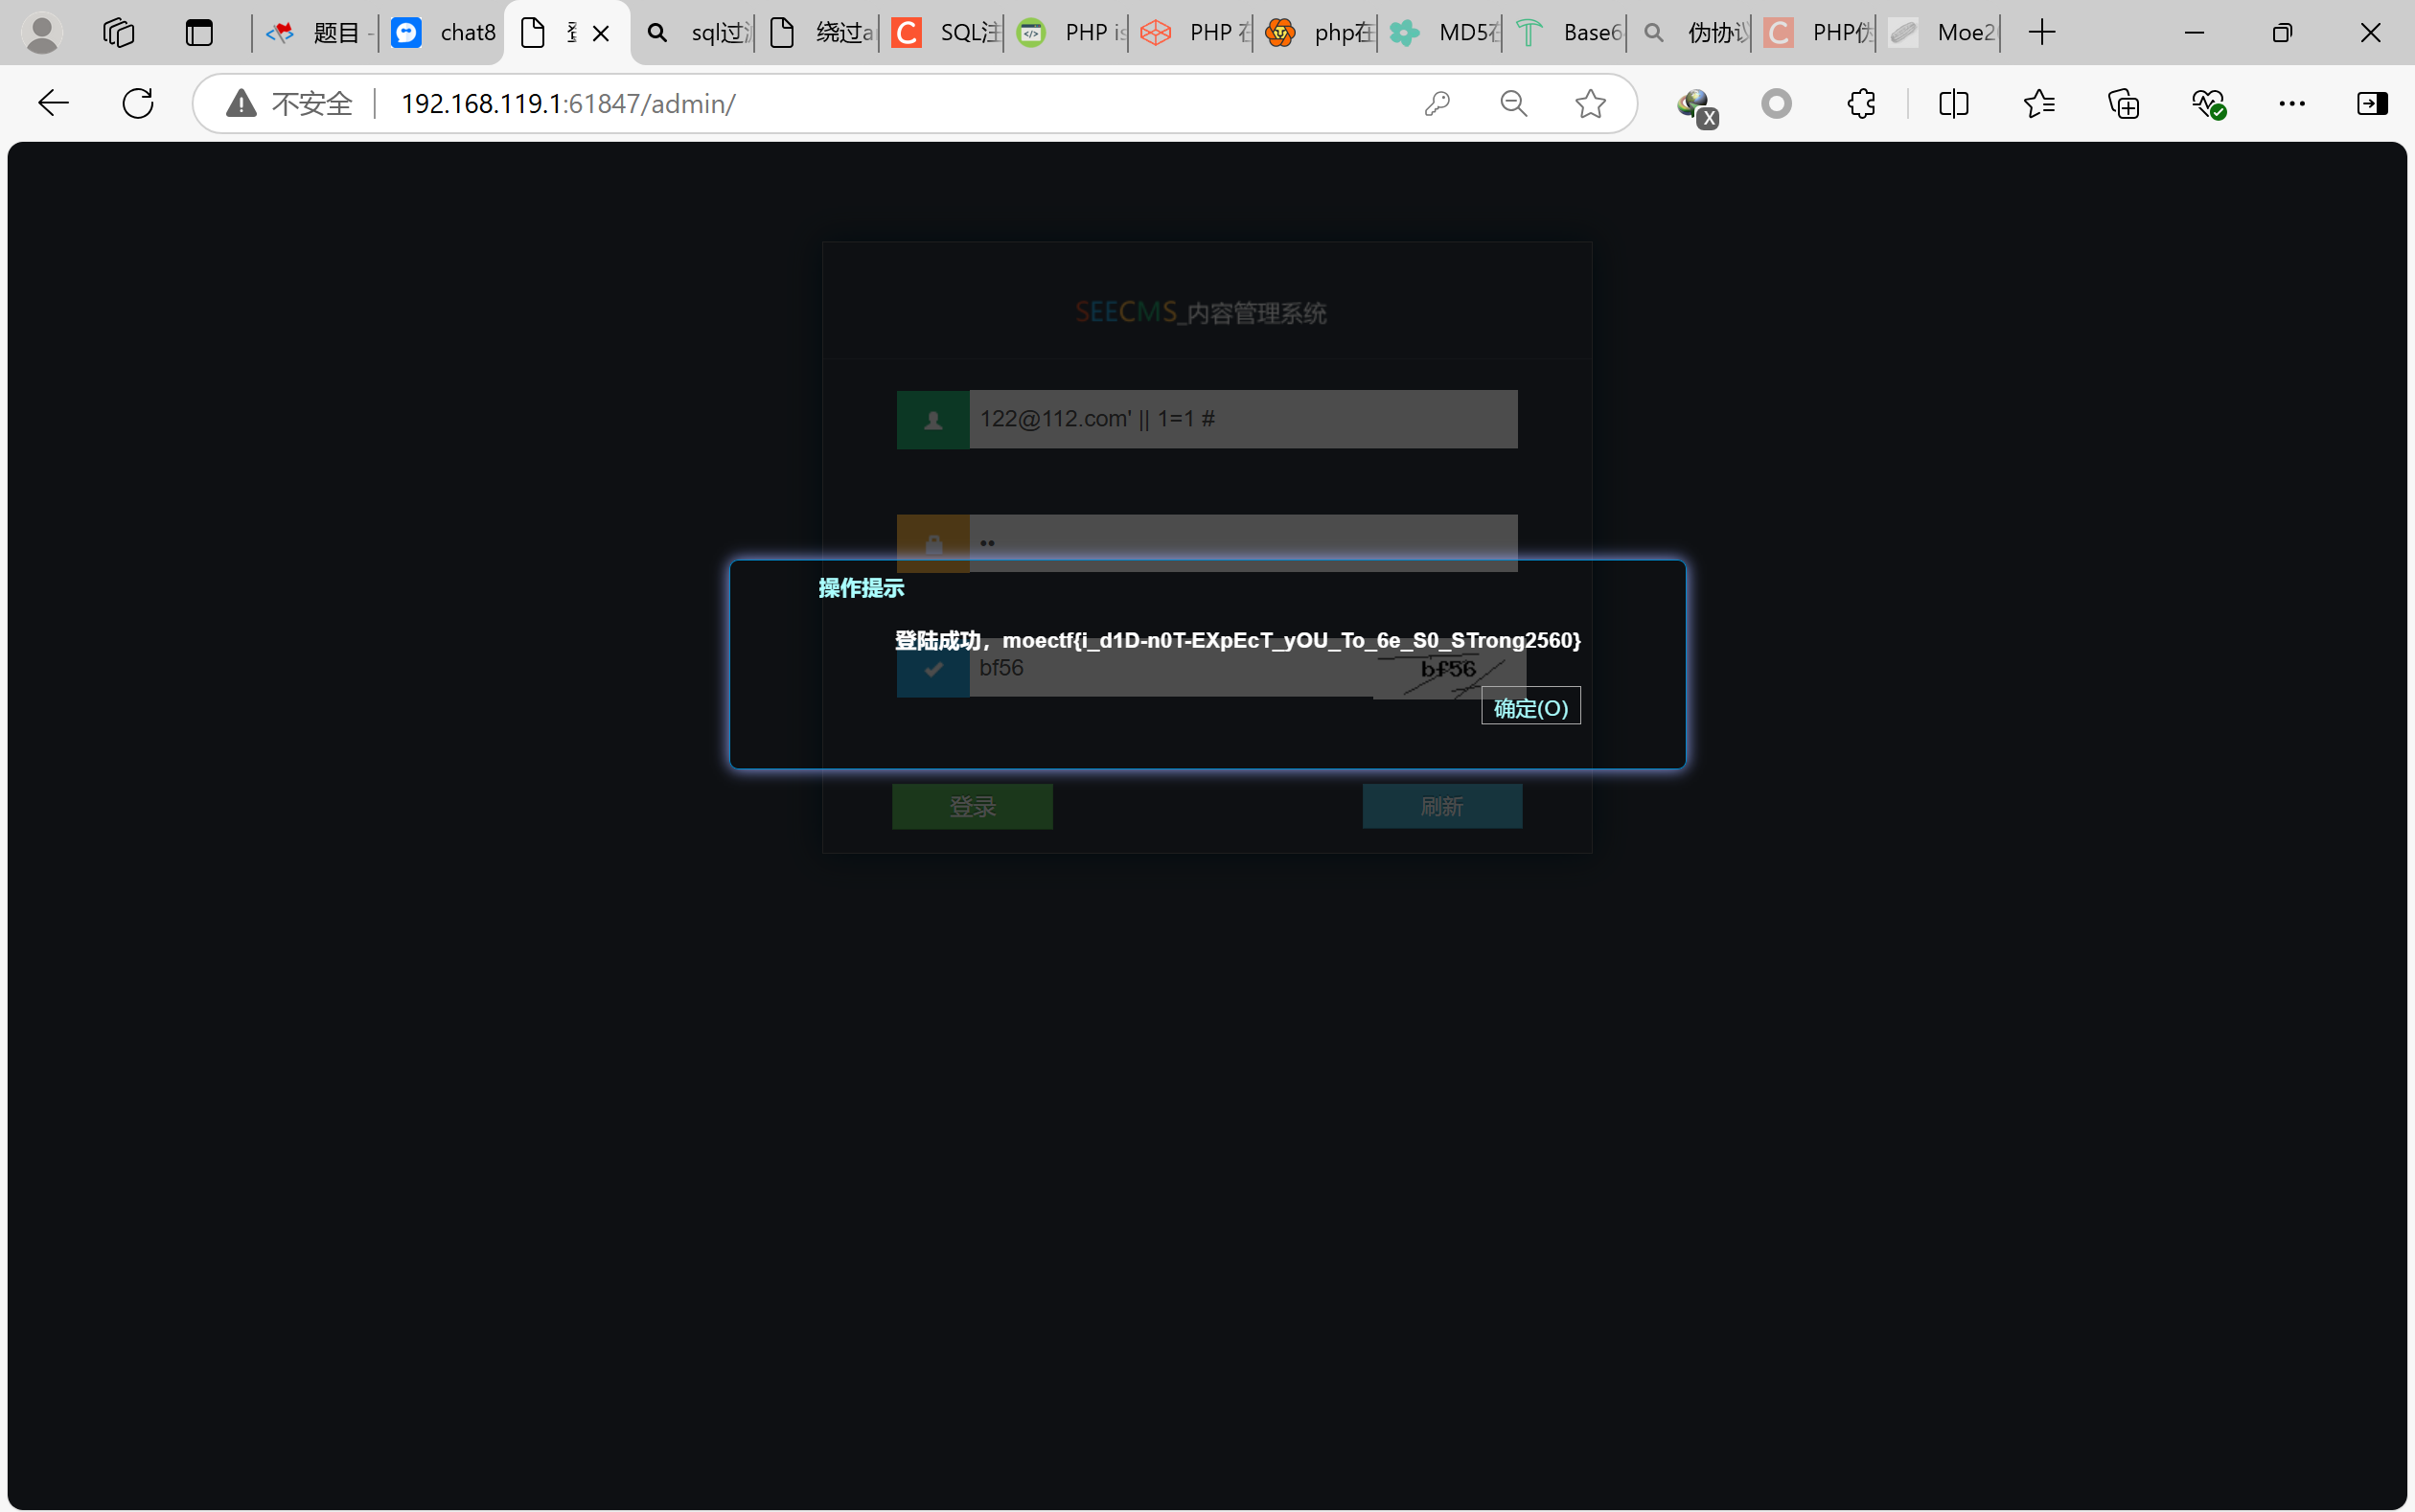 题目 -
chat8
sql过
绕过a
SQL注
PHP is
PHP 在
php在
MD5在
Base6
伪协议
PHP伪
Moe2
不安全
192.168.119.1:61847/admin/
X
SEECMS_内容管理系统
122@112.com' || 1=1 #
••
操作提示
登陆成功，moectf{i_d1D-n0T-EXpEcT_yOU_To_6e_S0_STrong2560}
bf56
bf56
确定(O)
登录
刷新